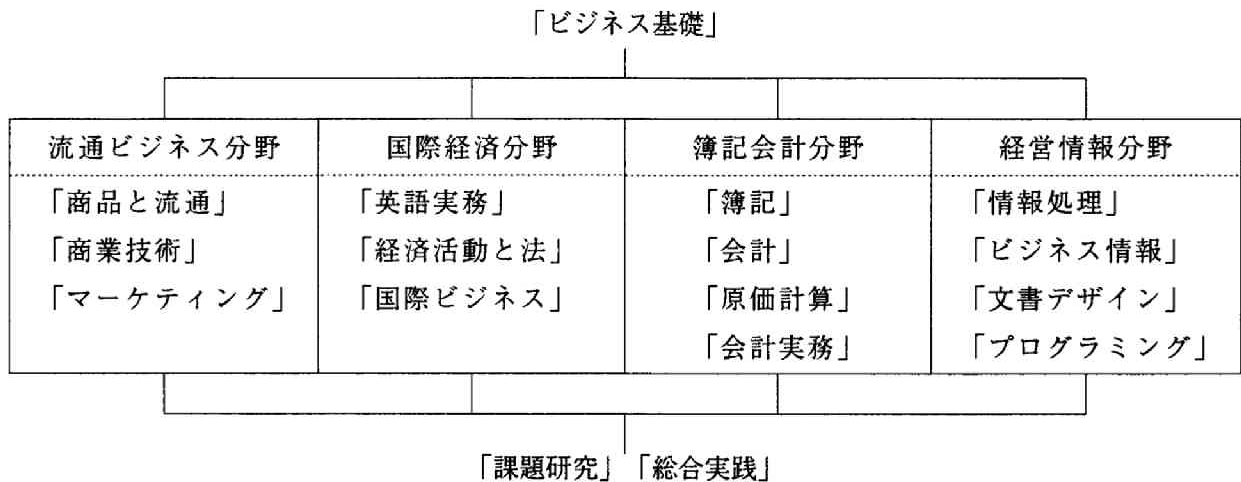 「ビジネス基礎」
流通ビジネス分野
「商品と流通」
「商業技術」
「マーケティング」
国際経済分野
「英語実務」
「経済活動と法」
「国際ビジネス」
簿記会計分野
「簿記」
「会計」
「原価計算」
「会計実務」
経営情報分野
「情報処理」
「ビジネス情報」
「文書デザイン」
「プログラミング」
「課題研究」「総合実践」